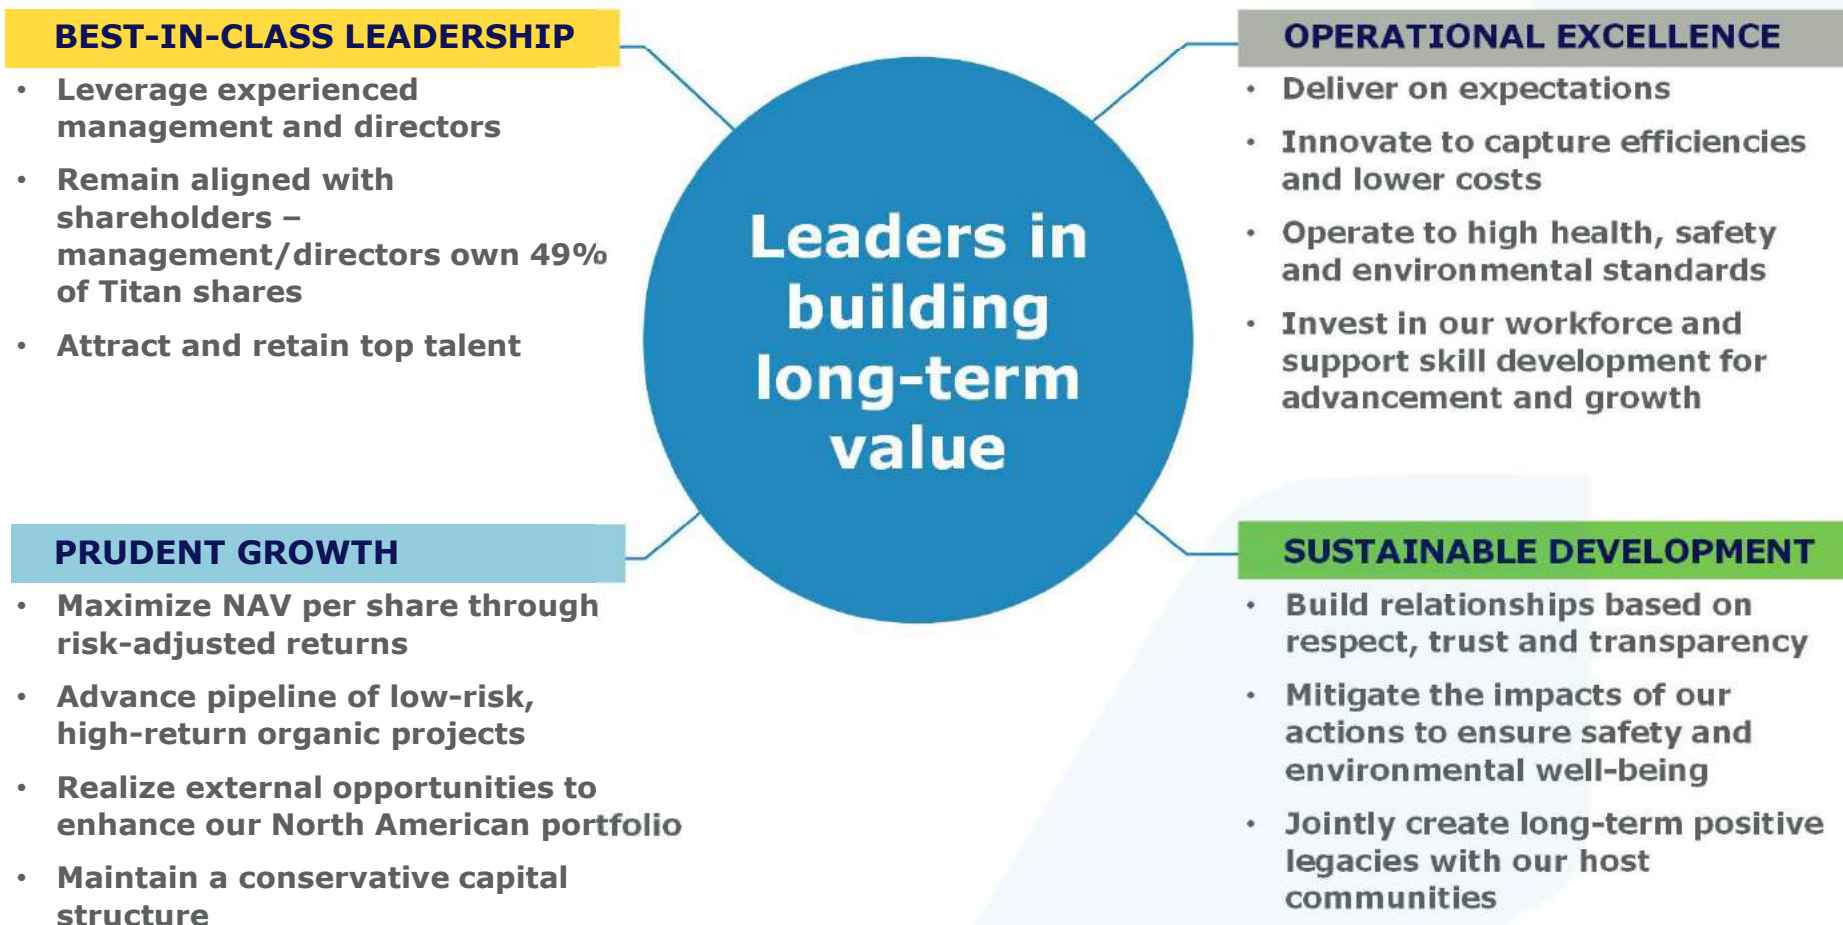 BEST-IN-CLASS LEADERSHIP
• Leverage experienced
management and directors
• Remain aligned with
shareholders –
management/directors own 49%
of Titan shares
• Attract and retain top talent
Leaders in
building
long-term
value
OPERATIONAL EXCELLENCE
• Deliver on expectations
• Innovate to capture efficiencies
and lower costs
• Operate to high health, safety
and environmental standards
• Invest in our workforce and
support skill development for
advancement and growth
PRUDENT GROWTH
• Maximize NAV per share through
risk-adjusted returns
• Advance pipeline of low-risk,
high-return organic projects
• Realize external opportunities to
enhance our North American portfolio
• Maintain a conservative capital
structure
SUSTAINABLE DEVELOPMENT
• Build relationships based on
respect, trust and transparency
• Mitigate the impacts of our
actions to ensure safety and
environmental well-being
• Jointly create long-term positive
legacies with our host
communities